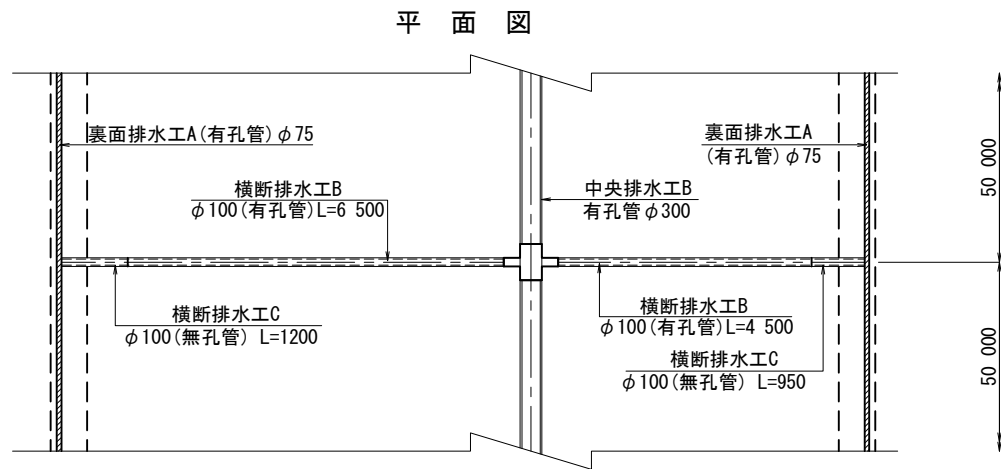 平面図
裏面排水工A(有孔管)φ75
裏面排水工A
(有孔管)φ75
横断排水工B
φ100(有孔管)L=6 500
中央排水工B
有孔管φ300
50 000
横断排水工C
φ100(無孔管) L=1200
横断排水工B
φ100(有孔管)L=4 500
横断排水工C
φ100(無孔管) L=950
50 000